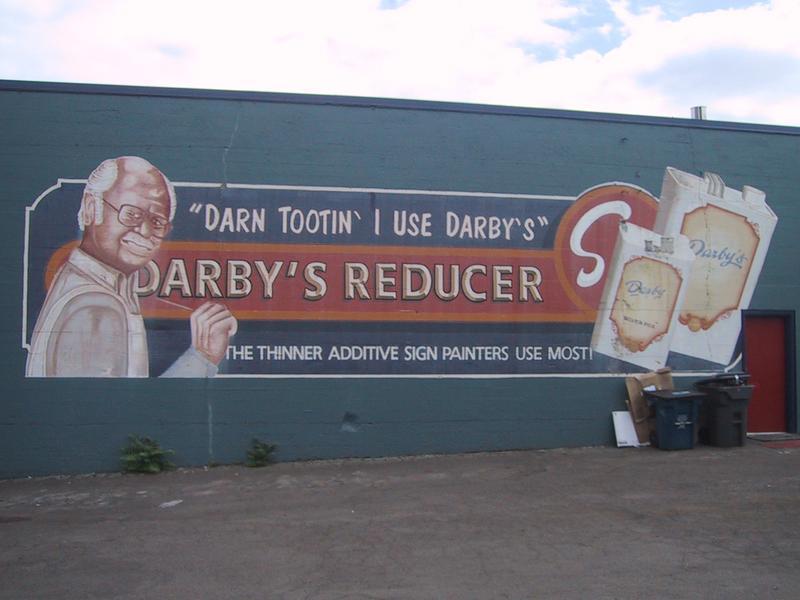 "DARN TOOTIN' I USE DARBY'S"
DARBY'S REDUCER
THE THINNER ADDITIVE SIGN PAINTERS USE MOST!
S
Darby
Darby's